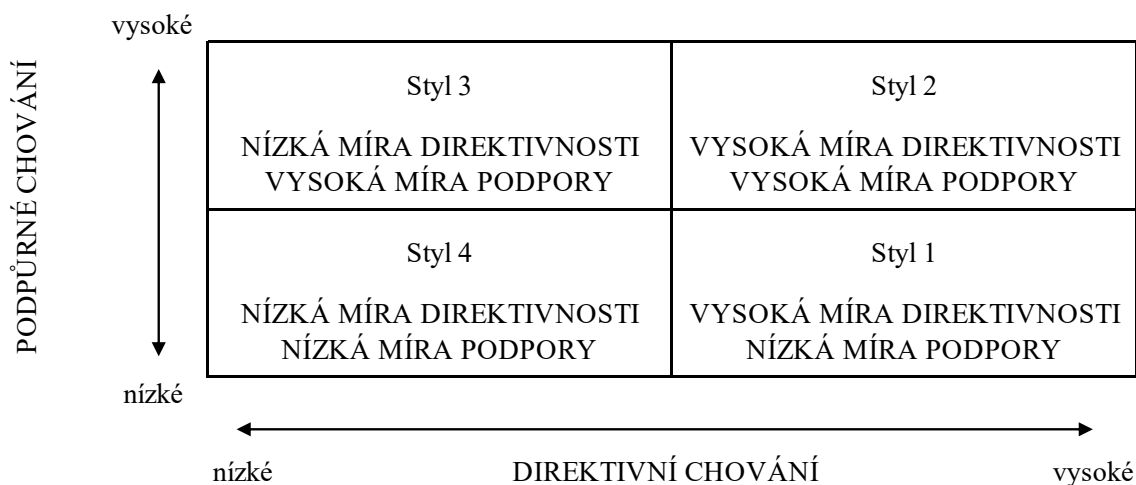 vysoké
PODPŮRNÉ CHOVÁNÍ
Styl 3
NÍZKÁ MÍRA DIREKTIVNOSTI
VYSOKÁ MÍRA PODPORY
Styl 2
VYSOKÁ MÍRA DIREKTIVNOSTI
VYSOKÁ MÍRA PODPORY
Styl 4
NÍZKÁ MÍRA DIREKTIVNOSTI
NÍZKÁ MÍRA PODPORY
Styl 1
VYSOKÁ MÍRA DIREKTIVNOSTI
NÍZKÁ MÍRA PODPORY
nízké
nízké
DIREKTIVNÍ CHOVÁNÍ
vysoké